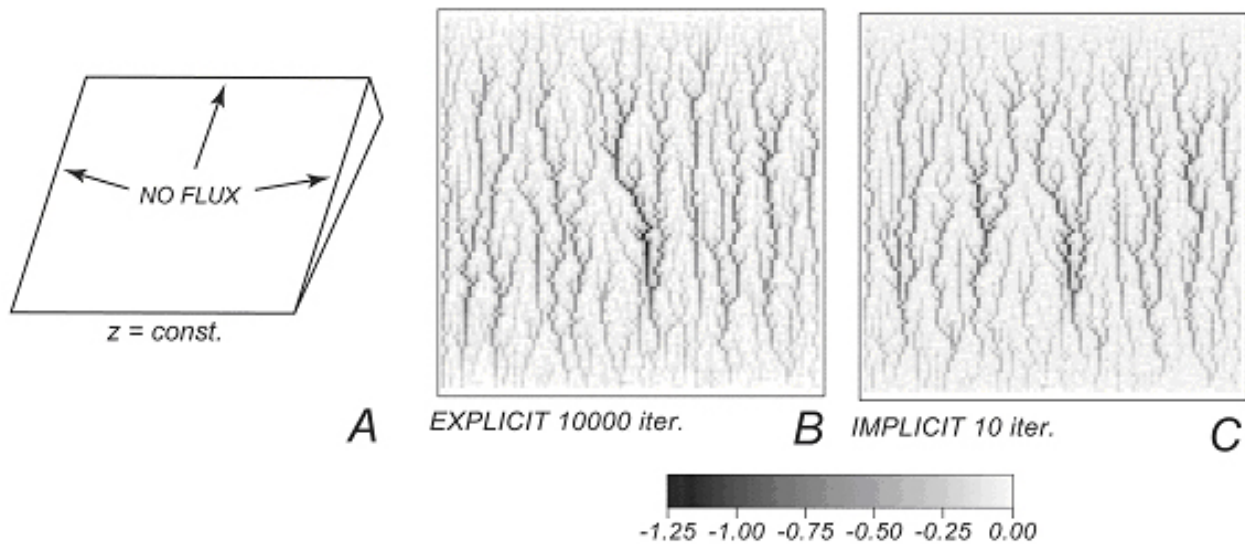 NO FLUX
z = const.
A
EXPLICIT 10000 iter.
B
IMPLICIT 10 iter.
C
-1.25 -1.00 -0.75 -0.50 -0.25 0.00